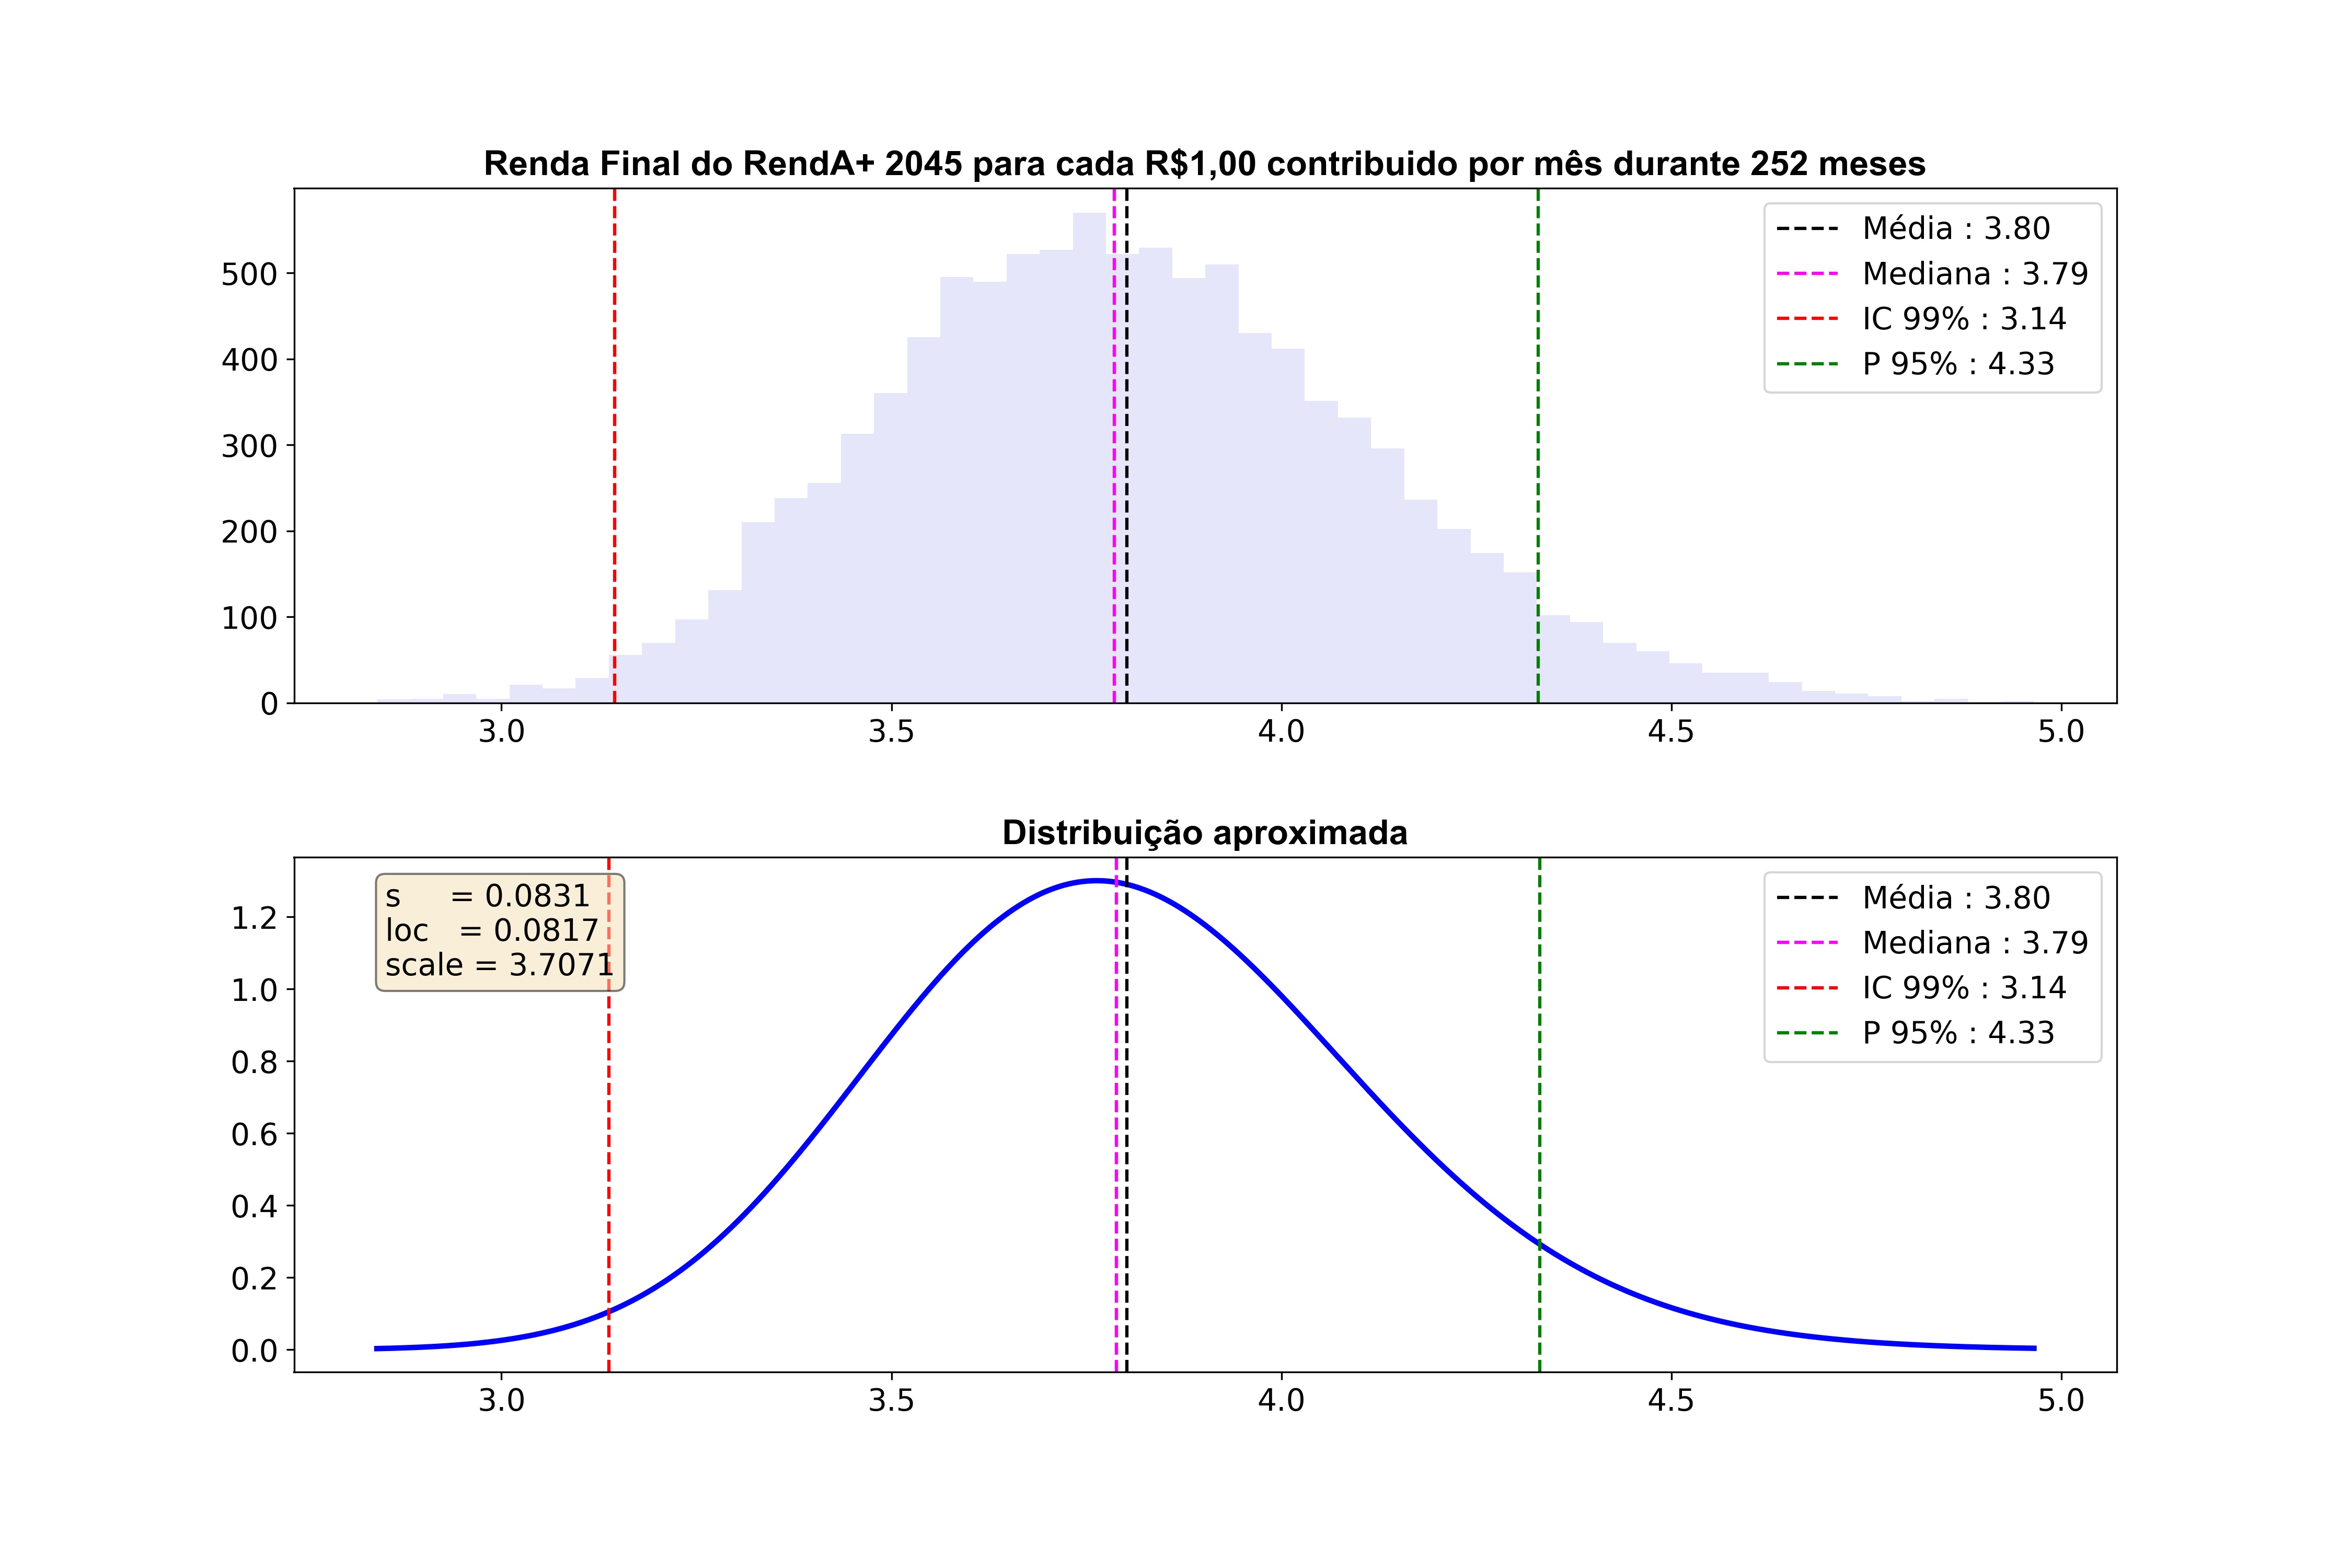 Renda Final do RendA+ 2045 para cada R$1,00 contribuido por mês durante 252 meses
500
400
300
200
100
0
3.0 3.5 4.0 4.5 5.0
Média : 3.80
Mediana : 3.79
IC 99% : 3.14
P 95% : 4.33
Distribuição aproximada
s = 0.0831
loc = 0.0817
scale = 3.7071
1.2
1.0
0.8
0.6
0.4
0.2
0.0
3.0 3.5 4.0 4.5 5.0
Média : 3.80
Mediana : 3.79
IC 99% : 3.14
P 95% : 4.33